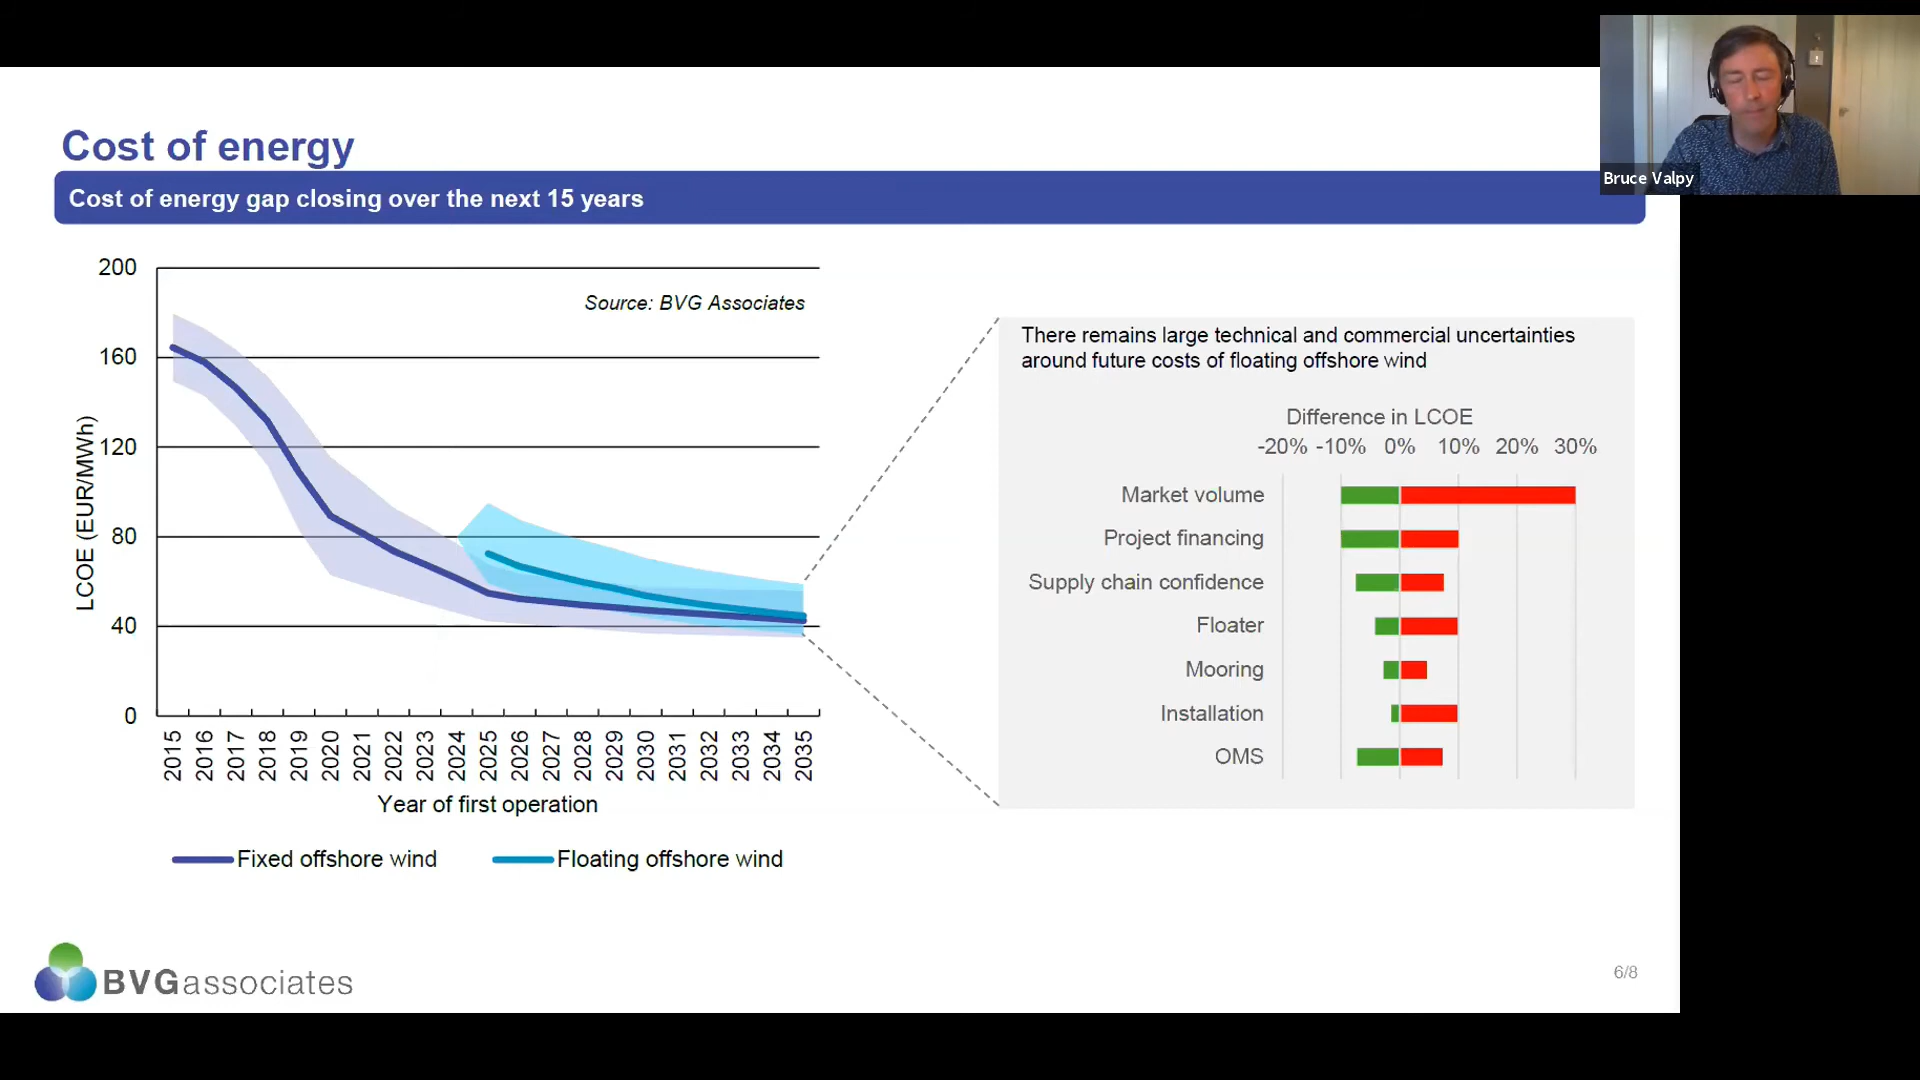 Bruce Valpy
Cost of energy
Cost of energy gap closing over the next 15 years
200
160
120
80
40
0
LCOE (EUR/MWh)
Source: BVG Associates
2015
2016
2017
2018
2019
2020
2021
2022
2023
2024
2025
2026
2027
2028
2029
2030
2031
2032
2033
2034
2035
Year of first operation
Fixed offshore wind
Floating offshore wind
There remains large technical and commercial uncertainties
around future costs of floating offshore wind
Difference in LCOE
-20% -10% 0% 10% 20% 30%
Market volume
Project financing
Supply chain confidence
Floater
Mooring
Installation
OMS
BVGassociates
6/8